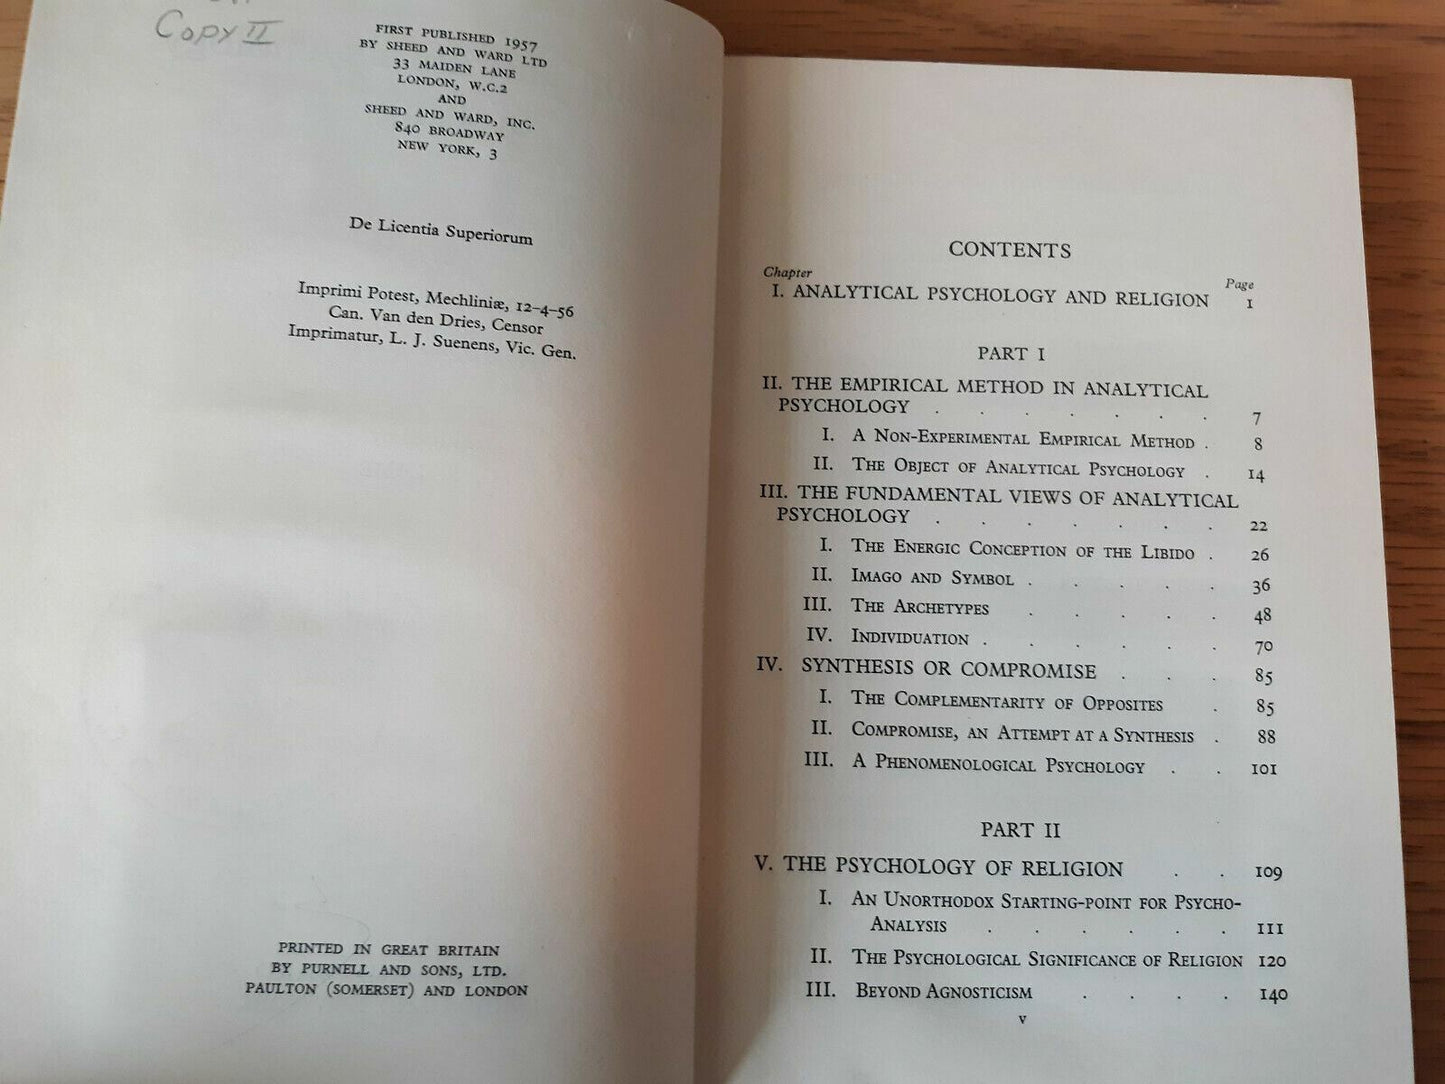 Copy II
FIRST PUBLISHED 1957
BY SHEED AND WARD LTD
33 MAIDEN LANE
LONDON, W.C.2
AND
SHEED AND WARD, INC.
840 BROADWAY
NEW YORK, 3
De Licentia Superiorum
Imprimi Potest, Mechliniæ, 12-4-56
Can. Van den Dries, Censor
Imprimatur, L. J. Suenens, Vic. Gen.
PRINTED IN GREAT BRITAIN
BY PURNELL AND SONS, LTD.
PAULTON (SOMERSET) AND LONDON
CONTENTS
Chapter Page
I. ANALYTICAL PSYCHOLOGY AND RELIGION 1
PART I
II. THE EMPIRICAL METHOD IN ANALYTICAL
PSYCHOLOGY . . . . . . . 7
I. A Non-Experimental Empirical Method . 8
II. The Object of Analytical Psychology . 14
III. THE FUNDAMENTAL VIEWS OF ANALYTICAL
PSYCHOLOGY . . . . . . . 22
I. The Energic Conception of the Libido . 26
II. Imago and Symbol . . . . . 36
III. The Archetypes . . . . . 48
IV. Individuation . . . . . . 70
IV. SYNTHESIS OR COMPROMISE . . . 85
I. The Complementarity of Opposites . 85
II. Compromise, an Attempt at a Synthesis . 88
III. A Phenomenological Psychology . . 101
PART II
V. THE PSYCHOLOGY OF RELIGION . . 109
I. An Unorthodox Starting-point for Psycho-
Analysis . . . . . . 111
II. The Psychological Significance of Religion 120
III. Beyond Agnosticism . . . . 140
v